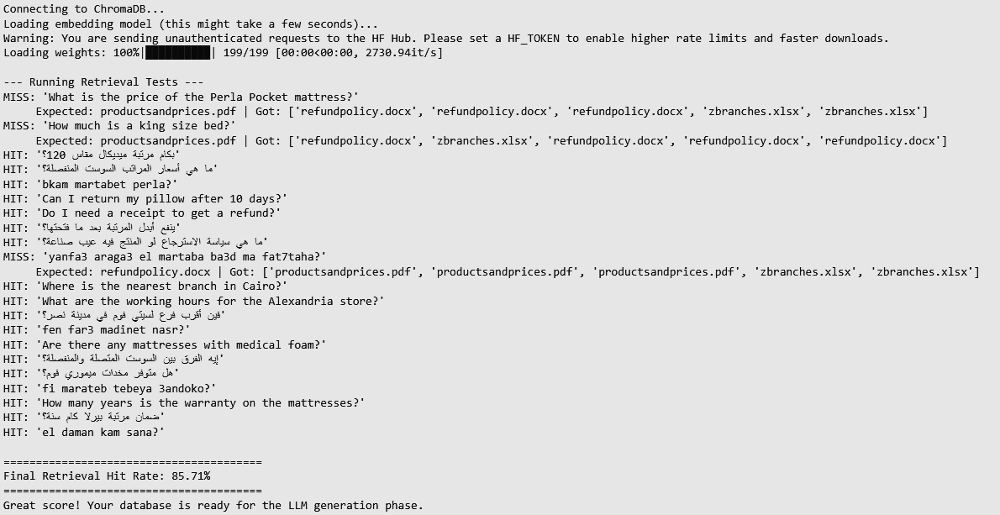 Connecting to ChromaDB...
Loading embedding model (this might take a few seconds)...
Warning: You are sending unauthenticated requests to the HF Hub. Please set a HF_TOKEN to enable higher rate limits and faster downloads.
Loading weights: 100%|██████████| 199/199 [00:00<00:00, 2730.94it/s]
--- Running Retrieval Tests ---
MISS: 'What is the price of the Perla Pocket mattress?'
Expected: productsandprices.pdf | Got: ['refundpolicy.docx', 'refundpolicy.docx', 'refundpolicy.docx', 'zbranches.xlsx', 'zbranches.xlsx']
MISS: 'How much is a king size bed?'
Expected: productsandprices.pdf | Got: ['refundpolicy.docx', 'zbranches.xlsx', 'refundpolicy.docx', 'refundpolicy.docx', 'refundpolicy.docx']
HIT: 'بكام مرتبة ميديكال مقاس 120؟'
HIT: 'ما هي أسعار المراتب السوست المنفصلة؟'
HIT: 'bkam martabet perla?'
HIT: 'Can I return my pillow after 10 days?'
HIT: 'Do I need a receipt to get a refund?'
HIT: 'ينفع أبدل المرتبة بعد ما فتحتها؟'
HIT: 'ما هي سياسة الاسترجاع لو المنتج فيه عيب صناعة؟'
MISS: 'yanfa3 araga3 el martaba ba3d ma fat7taha?'
Expected: refundpolicy.docx | Got: ['productsandprices.pdf', 'productsandprices.pdf', 'productsandprices.pdf', 'zbranches.xlsx', 'zbranches.xlsx']
HIT: 'Where is the nearest branch in Cairo?'
HIT: 'What are the working hours for the Alexandria store?'
HIT: 'فين أقرب فرع لسيتي فوم في مدينة نصر؟'
HIT: 'fen far3 madinet nasr?'
HIT: 'Are there any mattresses with medical foam?'
HIT: 'إيه الفرق بين السوست المتصلة والمنفصلة؟'
HIT: 'هل متوفر مخدات ميموري فوم؟'
HIT: 'fi marateb tebeya 3andoko?'
HIT: 'How many years is the warranty on the mattresses?'
HIT: 'ضمان مرتبة بيرلا كام سنة؟'
HIT: 'el daman kam sana?'
========================================
Final Retrieval Hit Rate: 85.71%
========================================
Great score! Your database is ready for the LLM generation phase.